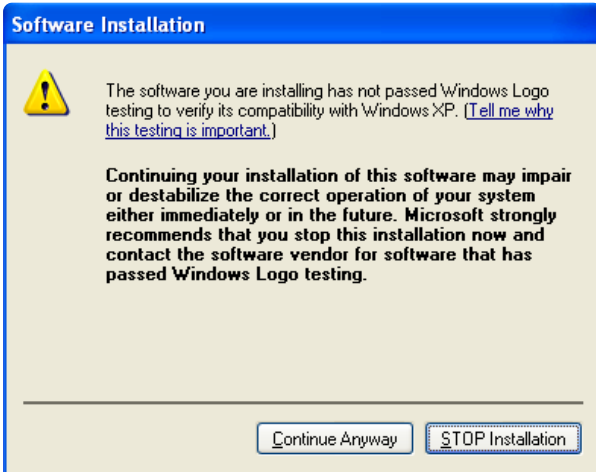 Software Installation
The software you are installing has not passed Windows Logo
testing to verify its compatibility with Windows XP. (Tell me why
this testing is important.)
Continuing your installation of this software may impair
or destabilize the correct operation of your system
either immediately or in the future. Microsoft strongly
recommends that you stop this installation now and
contact the software vendor for software that has
passed Windows Logo testing.
Continue Anyway
STOP Installation